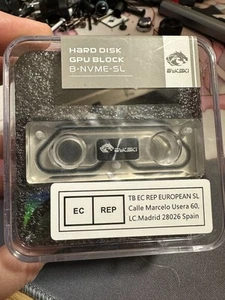 HARD DISK
GPU BLOCK
B-NVME-SL
BYKSKI
BYKSKI
EC REP
TB EC REP EUROPEAN SL
Calle Marcelo Usera 60,
LC.Madrid 28026 Spain